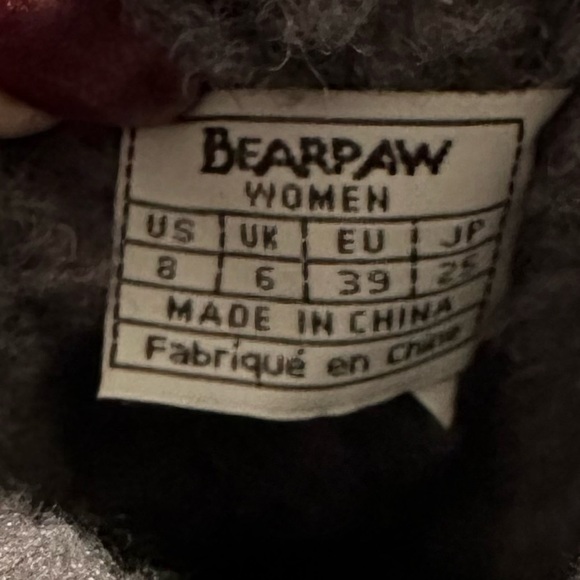 BEARPAW
WOMEN
US UK EU JP
8 6 39 25
MADE IN CHINA
Fabriqué en Chine